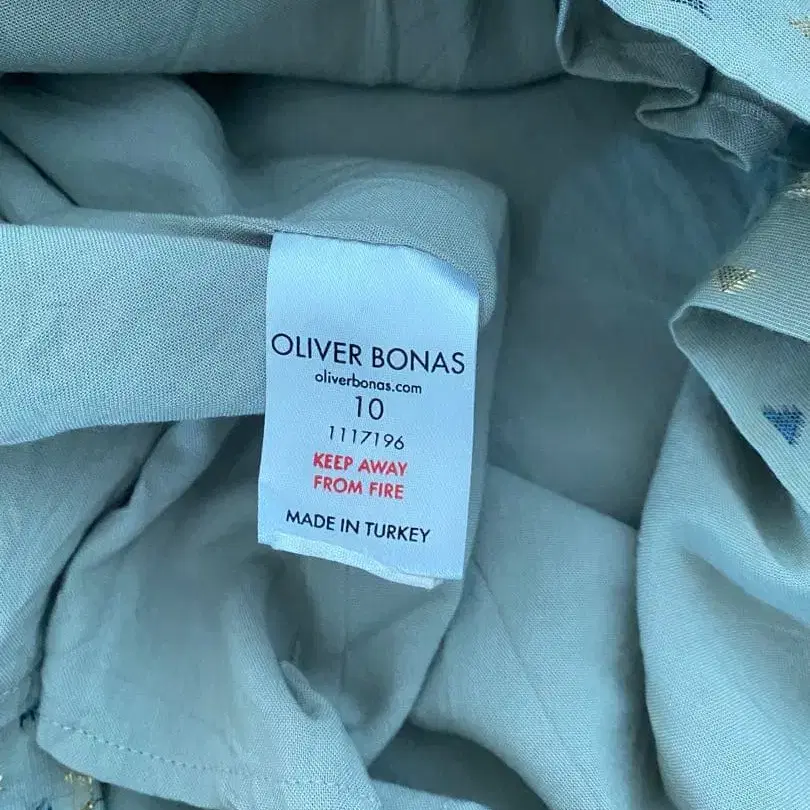 OLIVER BONAS
oliverbonas.com
10
1117196
KEEP AWAY
FROM FIRE
MADE IN TURKEY